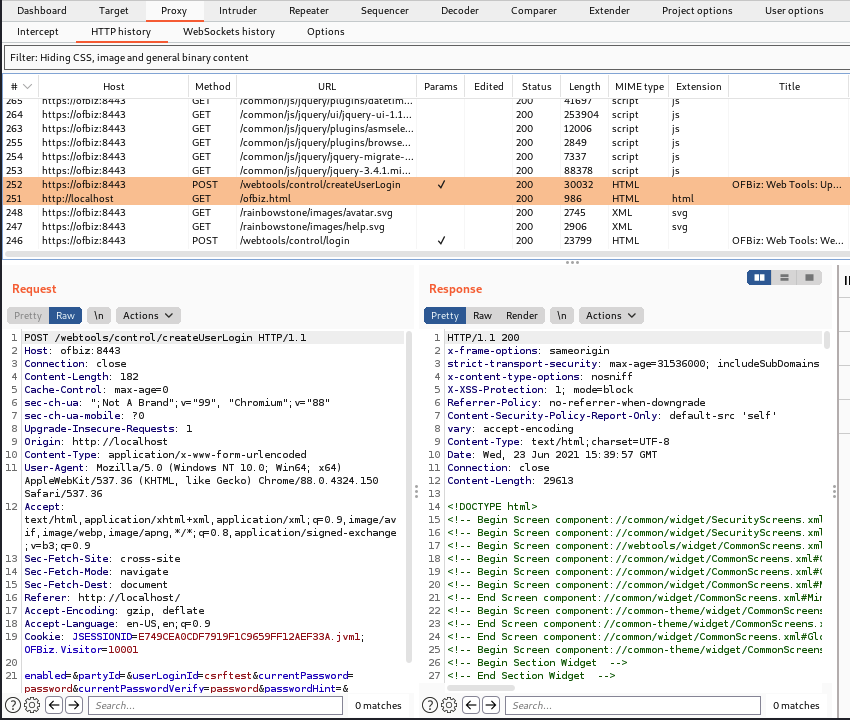 Dashboard Target Proxy Intruder Repeater Sequencer Decoder Comparer Extender Project options User options
Intercept HTTP history WebSockets history Options
Filter: Hiding CSS, image and general binary content
# Host Method URL Params Edited Status Length MIME type Extension Title
265 https://ofbiz:8443 GET /common/js/jquery/plugins/datetim... 200 41697 script js
264 https://ofbiz:8443 GET /common/js/jquery/ui/jquery-ui-1.1... 200 253904 script js
263 https://ofbiz:8443 GET /common/js/jquery/plugins/asmsele... 200 12006 script js
255 https://ofbiz:8443 GET /common/js/jquery/plugins/browse... 200 2849 script js
254 https://ofbiz:8443 GET /common/js/jquery/jquery-migrate-... 200 7337 script js
253 https://ofbiz:8443 GET /common/js/jquery/jquery-3.4.1.mi... 200 88378 script js
252 https://ofbiz:8443 POST /webtools/control/createUserLogin ✓ 200 30032 HTML OFBiz: Web Tools: Up...
251 http://localhost GET /ofbiz.html 200 986 HTML html
248 https://ofbiz:8443 GET /rainbowstone/images/avatar.svg 200 2745 XML svg
247 https://ofbiz:8443 GET /rainbowstone/images/help.svg 200 2906 XML svg
246 https://ofbiz:8443 POST /webtools/control/login ✓ 200 23799 HTML OFBiz: Web Tools: We...
Request
Pretty Raw \n Actions
1 POST /webtools/control/createUserLogin HTTP/1.1
2 Host: ofbiz:8443
3 Connection: close
4 Content-Length: 182
5 Cache-Control: max-age=0
6 sec-ch-ua: ";Not A Brand";v="99", "Chromium";v="88"
7 sec-ch-ua-mobile: ?0
8 Upgrade-Insecure-Requests: 1
9 Origin: http://localhost
10 Content-Type: application/x-www-form-urlencoded
11 User-Agent: Mozilla/5.0 (Windows NT 10.0; Win64; x64)
AppleWebKit/537.36 (KHTML, like Gecko) Chrome/88.0.4324.150
Safari/537.36
12 Accept:
text/html,application/xhtml+xml,application/xml;q=0.9,image/av
if,image/webp,image/apng,*/*;q=0.8,application/signed-exchange
;v=b3;q=0.9
13 Sec-Fetch-Site: cross-site
14 Sec-Fetch-Mode: navigate
15 Sec-Fetch-Dest: document
16 Referer: http://localhost/
17 Accept-Encoding: gzip, deflate
18 Accept-Language: en-US,en;q=0.9
19 Cookie: JSESSIONID=E749CEA0CDF7919F1C9659FF12AEF33A.jvm1;
OFBiz.Visitor=10001
20
21 enabled=&partyId=&userLoginId=csrftest&currentPassword=
password&currentPasswordVerify=password&passwordHint=&
Search... 0 matches
Response
Pretty Raw Render \n Actions
1 HTTP/1.1 200
2 x-frame-options: sameorigin
3 strict-transport-security: max-age=31536000; includeSubDomains
4 x-content-type-options: nosniff
5 X-XSS-Protection: 1; mode=block
6 Referrer-Policy: no-referrer-when-downgrade
7 Content-Security-Policy-Report-Only: default-src 'self'
8 vary: accept-encoding
9 Content-Type: text/html;charset=UTF-8
10 Date: Wed, 23 Jun 2021 15:39:57 GMT
11 Connection: close
12 Content-Length: 29613
13
14 <!DOCTYPE html>
15 <!-- Begin Screen component://common/widget/SecurityScreens.xml
16 <!-- Begin Screen component://common/widget/SecurityScreens.xml
17 <!-- Begin Screen component://webtools/widget/CommonScreens.xml
18 <!-- Begin Screen component://common/widget/CommonScreens.xml#G
19 <!-- Begin Screen component://common/widget/CommonScreens.xml#G
20 <!-- Begin Screen component://common/widget/CommonScreens.xml#M
21 <!-- End Screen component://common/widget/CommonScreens.xml#Min
22 <!-- Begin Screen component://common-theme/widget/CommonScreens
23 <!-- End Screen component://common-theme/widget/CommonScreens.x
24 <!-- End Screen component://common/widget/CommonScreens.xml#Glo
25 <!-- Begin Screen component://common-theme/widget/CommonScreens
26 <!-- Begin Section Widget -->
27 <!-- End Section Widget -->
Search... 0 matches